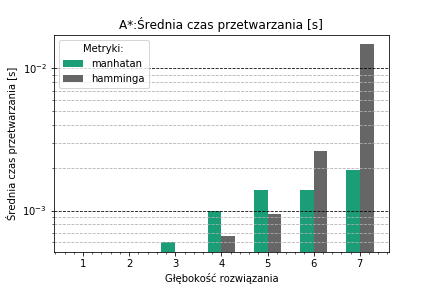 A*:Średnia czas przetwarzania [s]
Metryki:
manhatan
hamminga
Średnia czas przetwarzania [s]
10⁻²
10⁻³
1 2 3 4 5 6 7
Głębokość rozwiązania